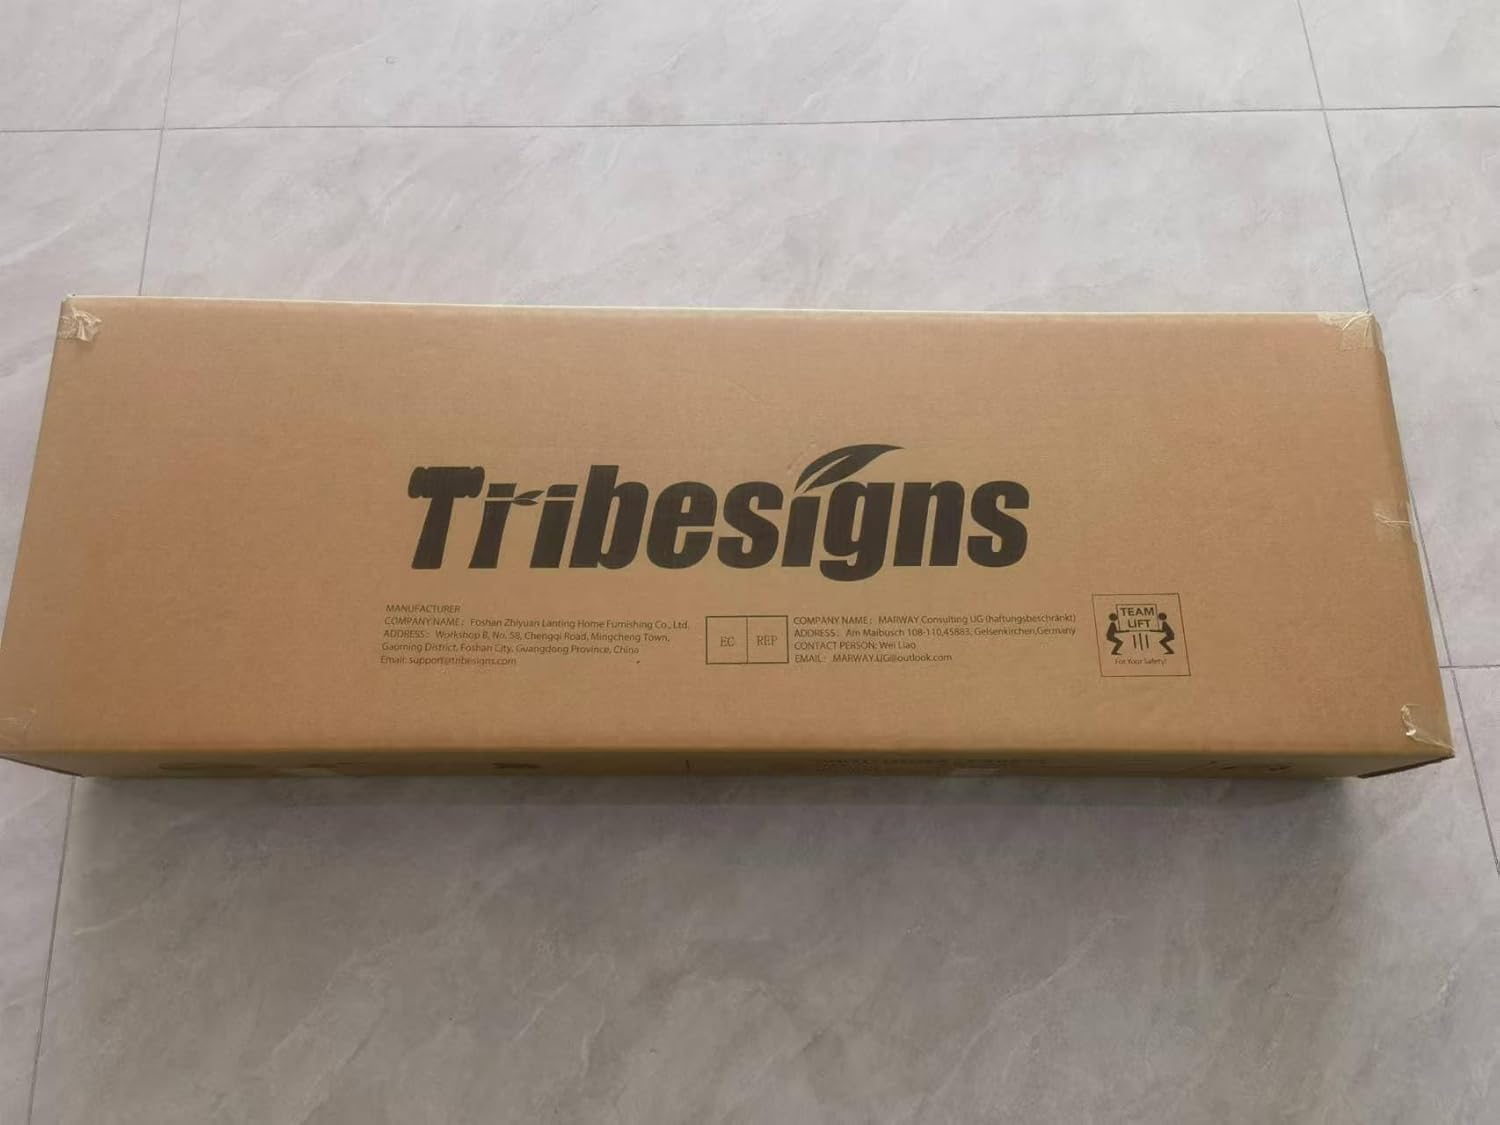 Tribesigns
MANUFACTURER
COMPANY NAME: Foshan Zhiyuan Lanting Home Furnishing Co., Ltd.
ADDRESS: Workshop B, No. 58, Chengqi Road, Mingcheng Town,
Gaoming District, Foshan City, Guangdong Province, China
Email: support@tribesigns.com
EC REP
COMPANY NAME: MARWAY Consulting UG (haftungsbeschränkt)
ADDRESS: Am Maibusch 108-110,45883, Gelsenkirchen,Germany
CONTACT PERSON: Wei Liao
EMAIL: MARWAY.UG@outlook.com
TEAM
LIFT
For Your Safety!